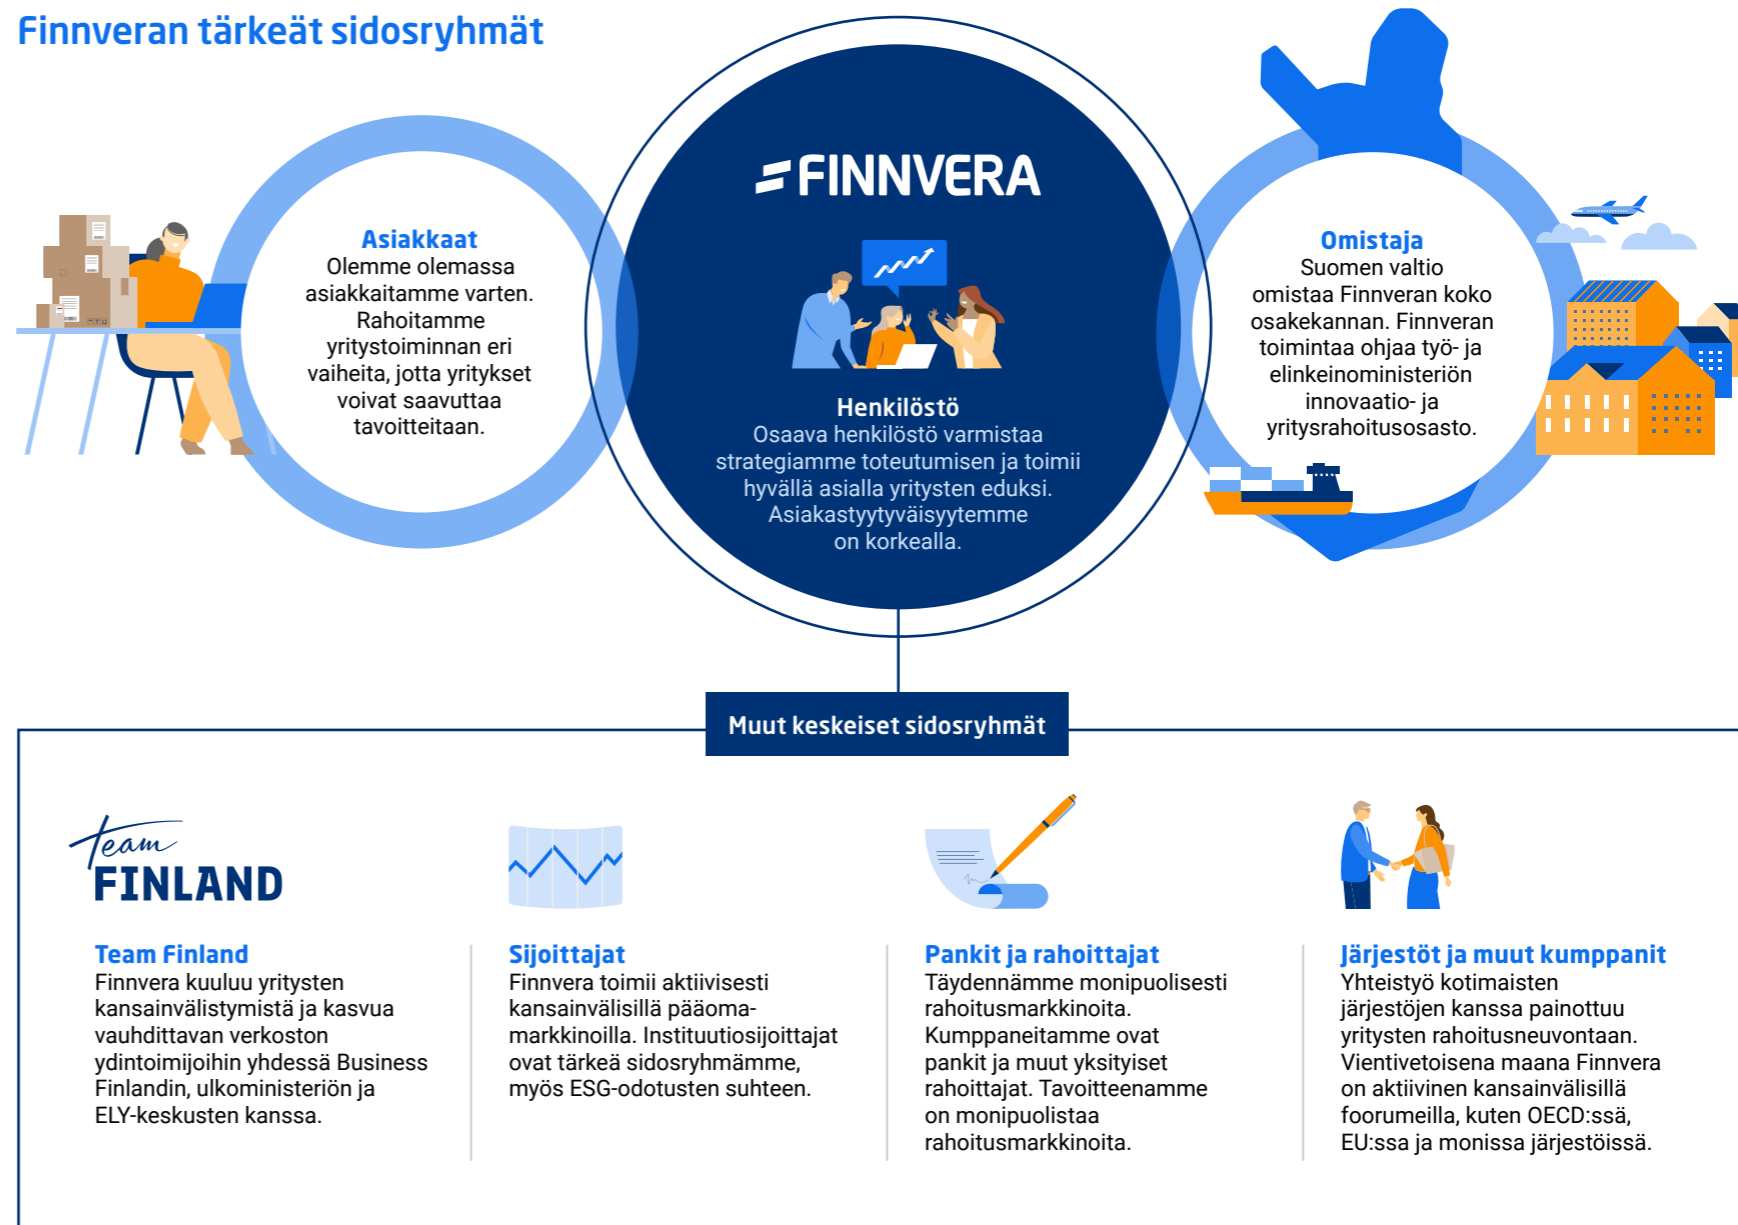 Finnveran tärkeät sidosryhmät
Asiakkaat
Olemme olemassa
asiakkaitamme varten.
Rahoitamme
yritystoiminnan eri
vaiheita, jotta yritykset
voivat saavuttaa
tavoitteitaan.
FINNVERA
Henkilöstö
Osaava henkilöstö varmistaa
strategiamme toteutumisen ja toimii
hyvällä asialla yritysten eduksi.
Asiakastyytyväisyytemme
on korkealla.
Omistaja
Suomen valtio
omistaa Finnveran koko
osakekannan. Finnveran
toimintaa ohjaa työ- ja
elinkeinoministeriön
innovaatio- ja
yritysrahoitusosasto.
Muut keskeiset sidosryhmät
Team
FINLAND
Team Finland
Finnvera kuuluu yritysten
kansainvälistymistä ja kasvua
vauhdittavan verkoston
ydintoimijoihin yhdessä Business
Finlandin, ulkoministeriön ja
ELY-keskusten kanssa.
Sijoittajat
Finnvera toimii aktiivisesti
kansainvälisillä pääoma-
markkinoilla. Instituutiosijoittajat
ovat tärkeä sidosryhmämme,
myös ESG-odotusten suhteen.
Pankit ja rahoittajat
Täydennämme monipuolisesti
rahoitusmarkkinoita.
Kumppaneitamme ovat
pankit ja muut yksityiset
rahoittajat. Tavoitteenamme
on monipuolistaa
rahoitusmarkkinoita.
Järjestöt ja muut kumppanit
Yhteistyö kotimaisten
järjestöjen kanssa painottuu
yritysten rahoitusneuvontaan.
Vientivetoisena maana Finnvera
on aktiivinen kansainvälisillä
foorumeilla, kuten OECD:ssä,
EU:ssa ja monissa järjestöissä.